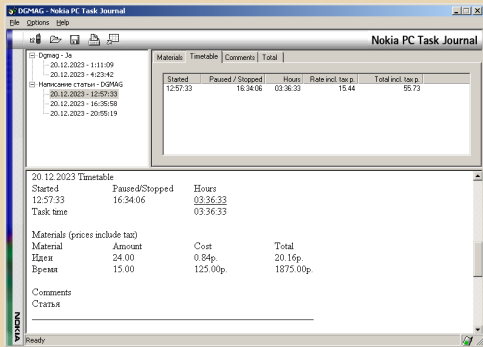 DGMAG - Nokia PC Task Journal
File Options Help
Nokia PC Task Journal
Dgmag - Ja
20.12.2023 - 1:11:09
20.12.2023 - 4:23:42
Написание статьи - DGMAG
20.12.2023 - 12:57:33
20.12.2023 - 16:35:58
20.12.2023 - 20:55:19
Materials Timetable Comments Total
Started Paused / Stopped Hours Rate incl. tax р. Total incl. tax р.
12:57:33 16:34:06 03:36:33 15.44 55.73
20.12.2023 Timetable
Started Paused/Stopped Hours
12:57:33 16:34:06 03:36:33
Task time 03:36:33
Materials (prices include tax)
Material Amount Cost Total
Идеи 24.00 0.84р. 20.16р.
Время 15.00 125.00р. 1875.00р.
Comments
Статья
NOKIA
Ready